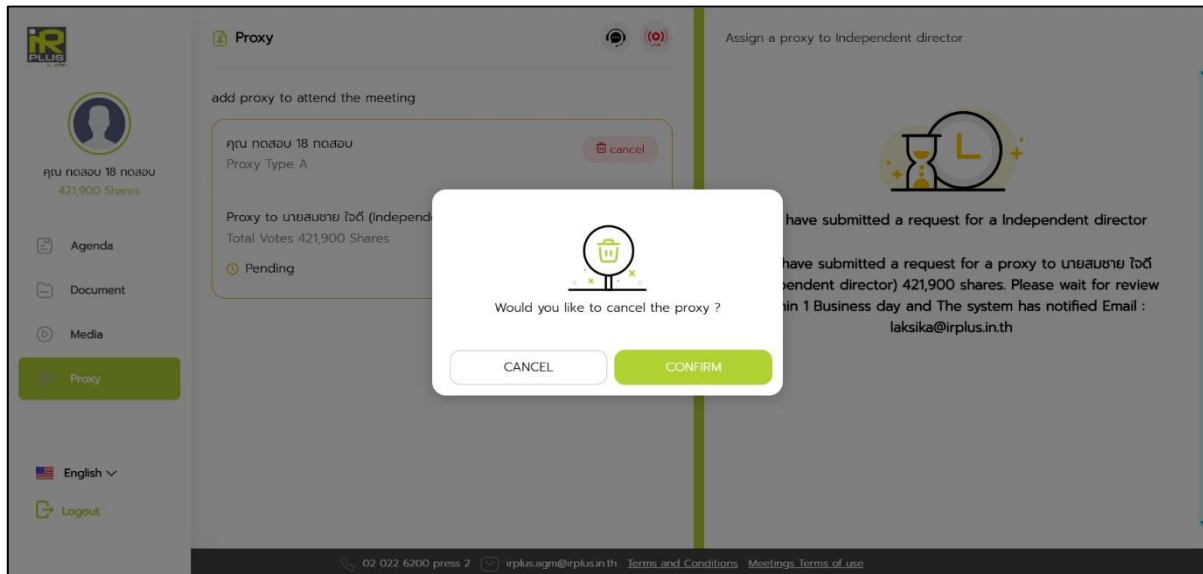 iR
PLUS
คุณ ทดสอบ 18 ทดสอบ
421,900 Shares
Agenda
Document
Media
Proxy
English
Logout
Proxy
LIVE
add proxy to attend the meeting
คุณ ทดสอบ 18 ทดสอบ
cancel
Proxy Type A
Proxy to นายสมชาย ใจดี (Independ
Total Votes 421,900 Shares
Pending
Would you like to cancel the proxy ?
CANCEL
CONFIRM
Assign a proxy to Independent director
have submitted a request for a Independent director
have submitted a request for a proxy to นายสมชาย ใจดี
endent director) 421,900 shares. Please wait for review
in 1 Business day and The system has notified Email :
laksika@irplus.in.th
02 022 6200 press 2 irplus.agm@irplus.in.th Terms and Conditions Meetings Terms of use